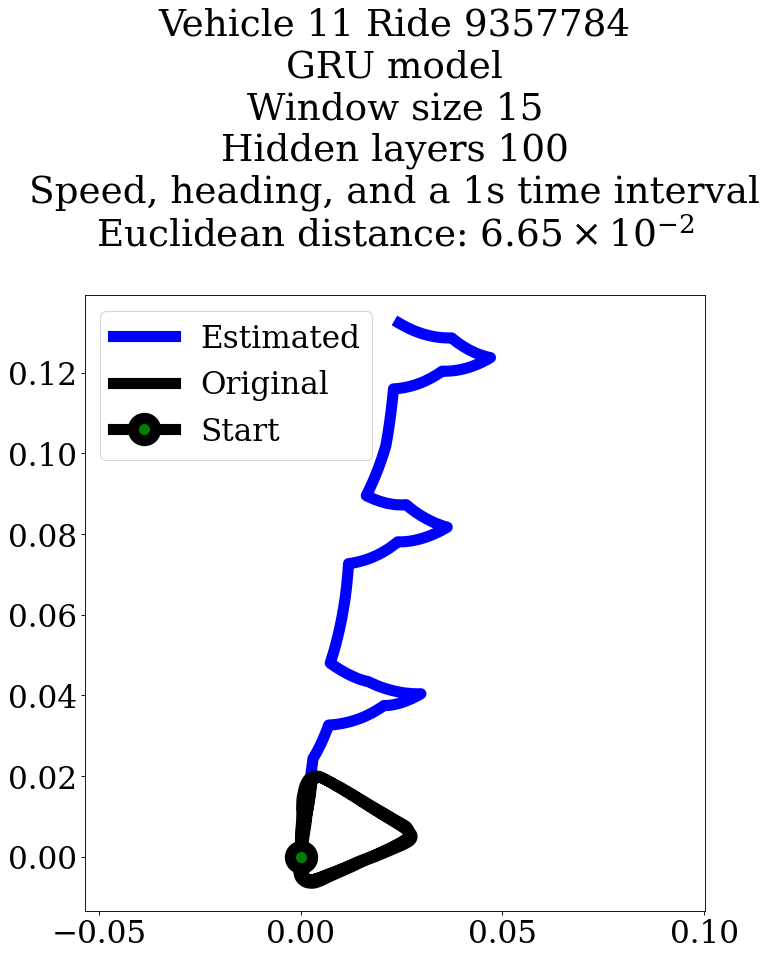 Vehicle 11 Ride 9357784
GRU model
Window size 15
Hidden layers 100
Speed, heading, and a 1s time interval
Euclidean distance: 6.65 × 10⁻²
Estimated
Original
Start
0.12
0.10
0.08
0.06
0.04
0.02
0.00
−0.05
0.00
0.05
0.10